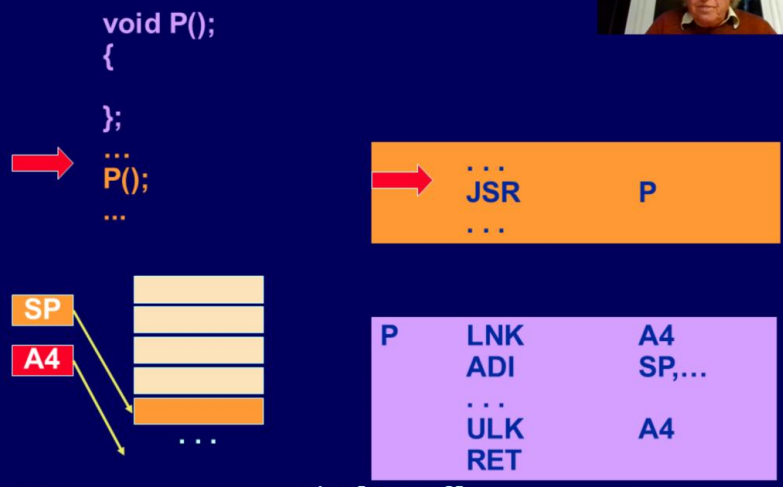 void P();
{
};
...
P();
...
. . .
JSR P
. . .
SP
A4
. . .
P LNK A4
ADI SP,...
. . .
ULK A4
RET